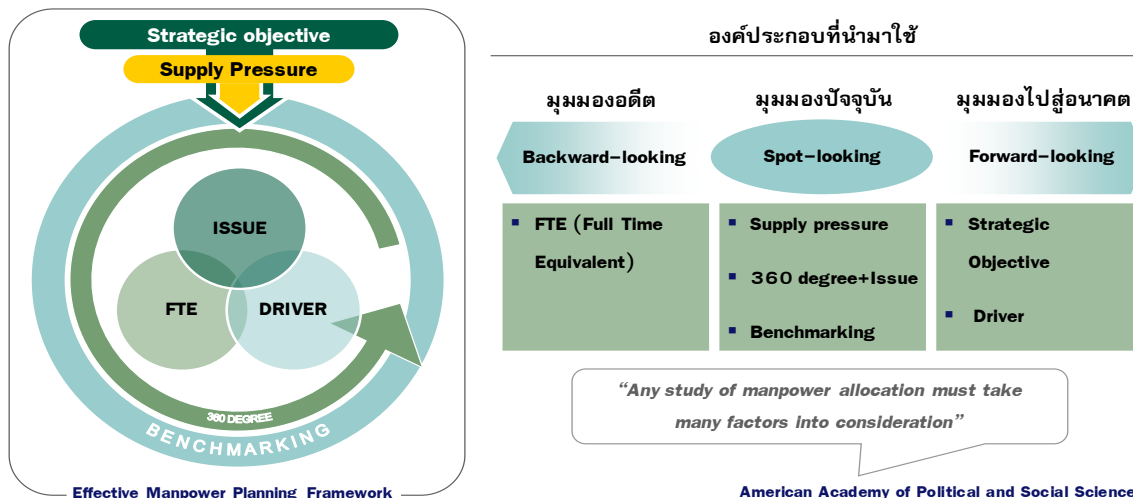 Strategic objective
Supply Pressure
ISSUE
FTE
DRIVER
360 DEGREE
BENCHMARKING
Effective Manpower Planning Framework
องค์ประกอบที่นำมาใช้
มุมมองอดีต
Backward-looking
▪ FTE (Full Time
Equivalent)
มุมมองปัจจุบัน
Spot-looking
▪ Supply pressure
▪ 360 degree+Issue
▪ Benchmarking
มุมมองไปสู่อนาคต
Forward-looking
▪ Strategic
Objective
▪ Driver
“Any study of manpower allocation must take
many factors into consideration”
American Academy of Political and Social Science